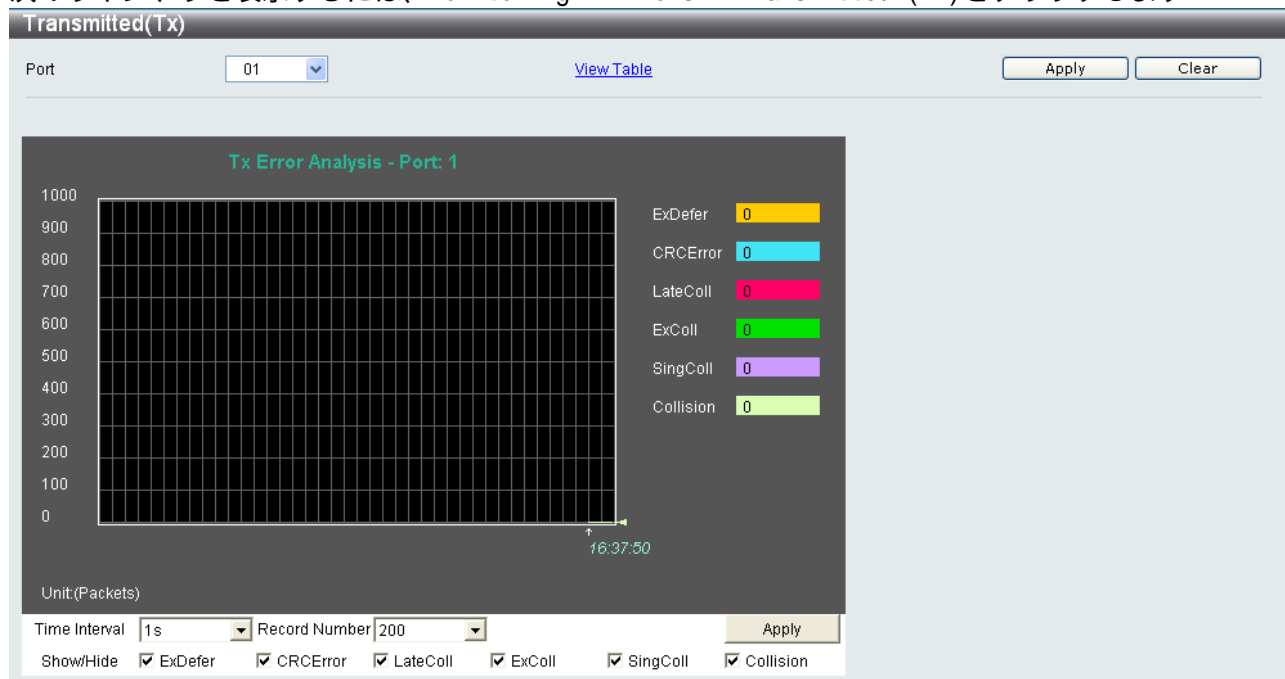 Transmitted(Tx)
Port 01 View Table Apply Clear
Tx Error Analysis - Port: 1
1000
900
800
700
600
500
400
300
200
100
0
ExDefer 0
CRCError 0
LateColl 0
ExColl 0
SingColl 0
Collision 0
16:37:50
Unit:(Packets)
Time Interval 1s Record Number 200 Apply
Show/Hide ExDefer CRCError LateColl ExColl SingColl Collision